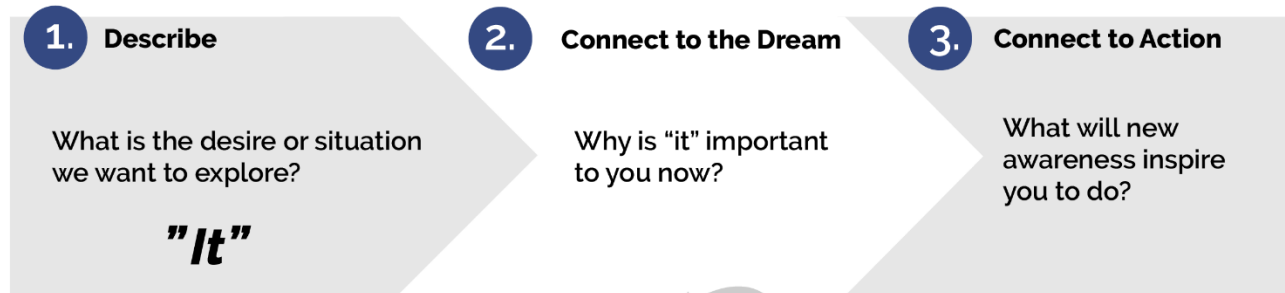 1. Describe
What is the desire or situation
we want to explore?
”It”
2. Connect to the Dream
Why is “it” important
to you now?
3. Connect to Action
What will new
awareness inspire
you to do?